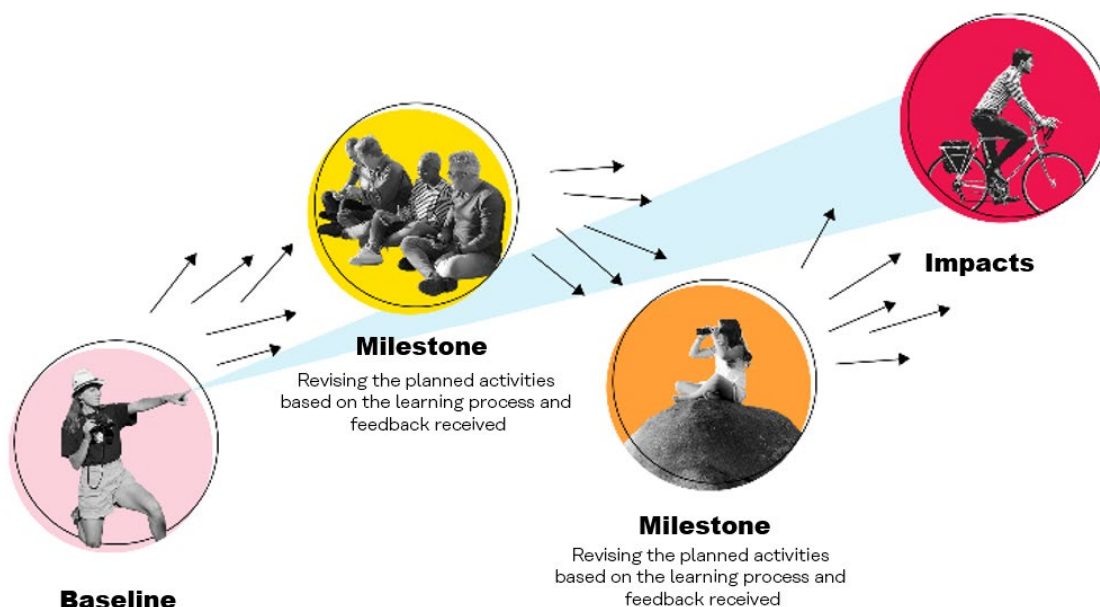 Impacts
Milestone
Revising the planned activities
based on the learning process and
feedback received
Milestone
Revising the planned activities
based on the learning process and
feedback received
Baseline